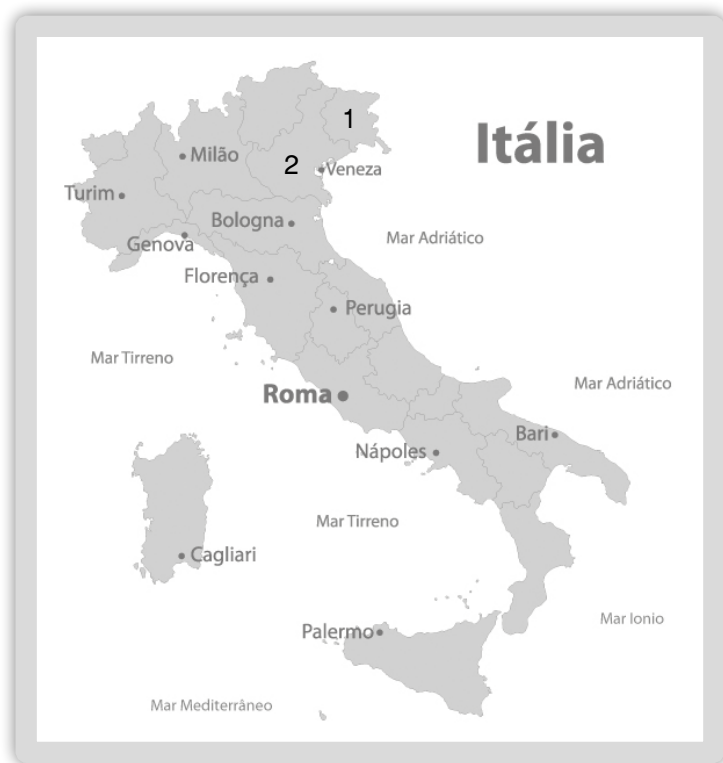 1
Itália
2
Milão
Veneza
Turim
Bologna
Mar Adriático
Genova
Florença
Perugia
Mar Tirreno
Mar Adriático
Roma
Bari
Nápoles
Mar Tirreno
Cagliari
Mar Ionio
Palermo
Mar Mediterrâneo